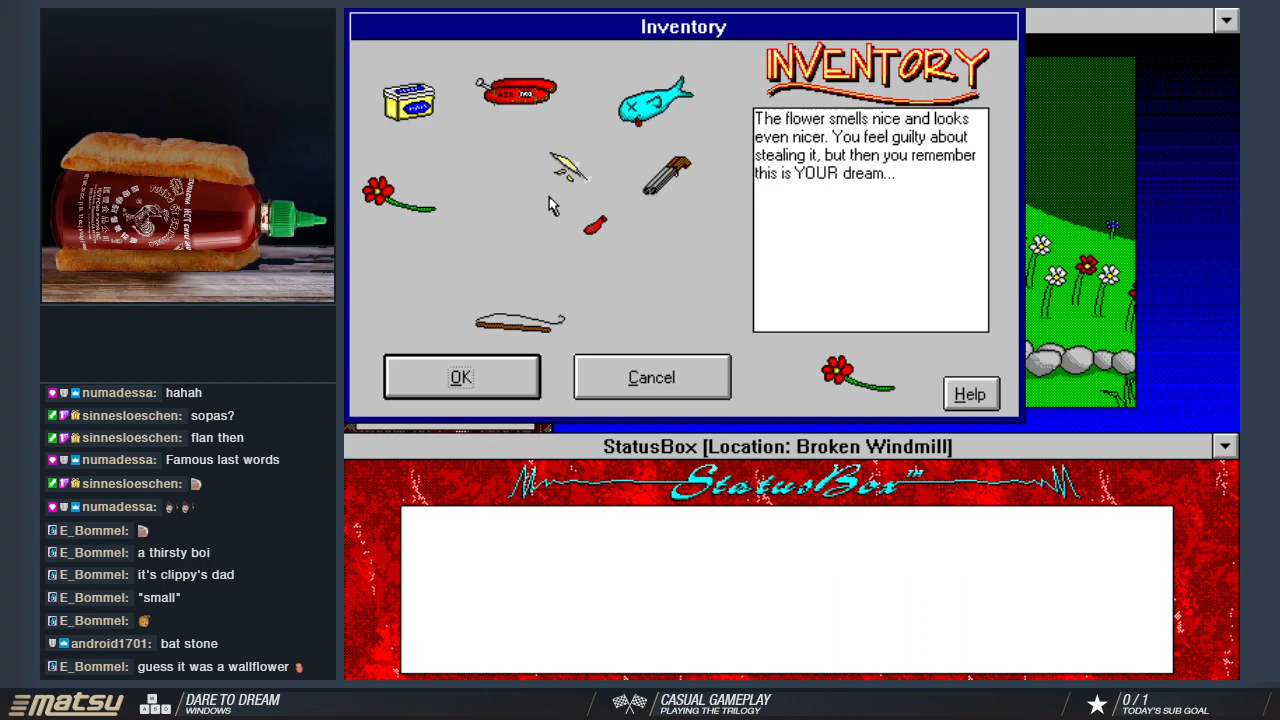 Inventory
INVENTORY
The flower smells nice and looks
even nicer. You feel guilty about
stealing it, but then you remember
this is YOUR dream...
OK
Cancel
Help
StatusBox [Location: Broken Windmill]
StatusBox™
numadessa: hahah
sinnesloeschen: sopas?
sinnesloeschen: flan then
numadessa: Famous last words
sinnesloeschen:
numadessa:
E_Bommel:
E_Bommel: a thirsty boi
E_Bommel: it's clippy's dad
E_Bommel: "small"
E_Bommel:
android1701: bat stone
E_Bommel: guess it was a wallflower
MATSU
W
A S D
DARE TO DREAM
WINDOWS
CASUAL GAMEPLAY
PLAYING THE TRILOGY
0 / 1
TODAY'S SUB GOAL